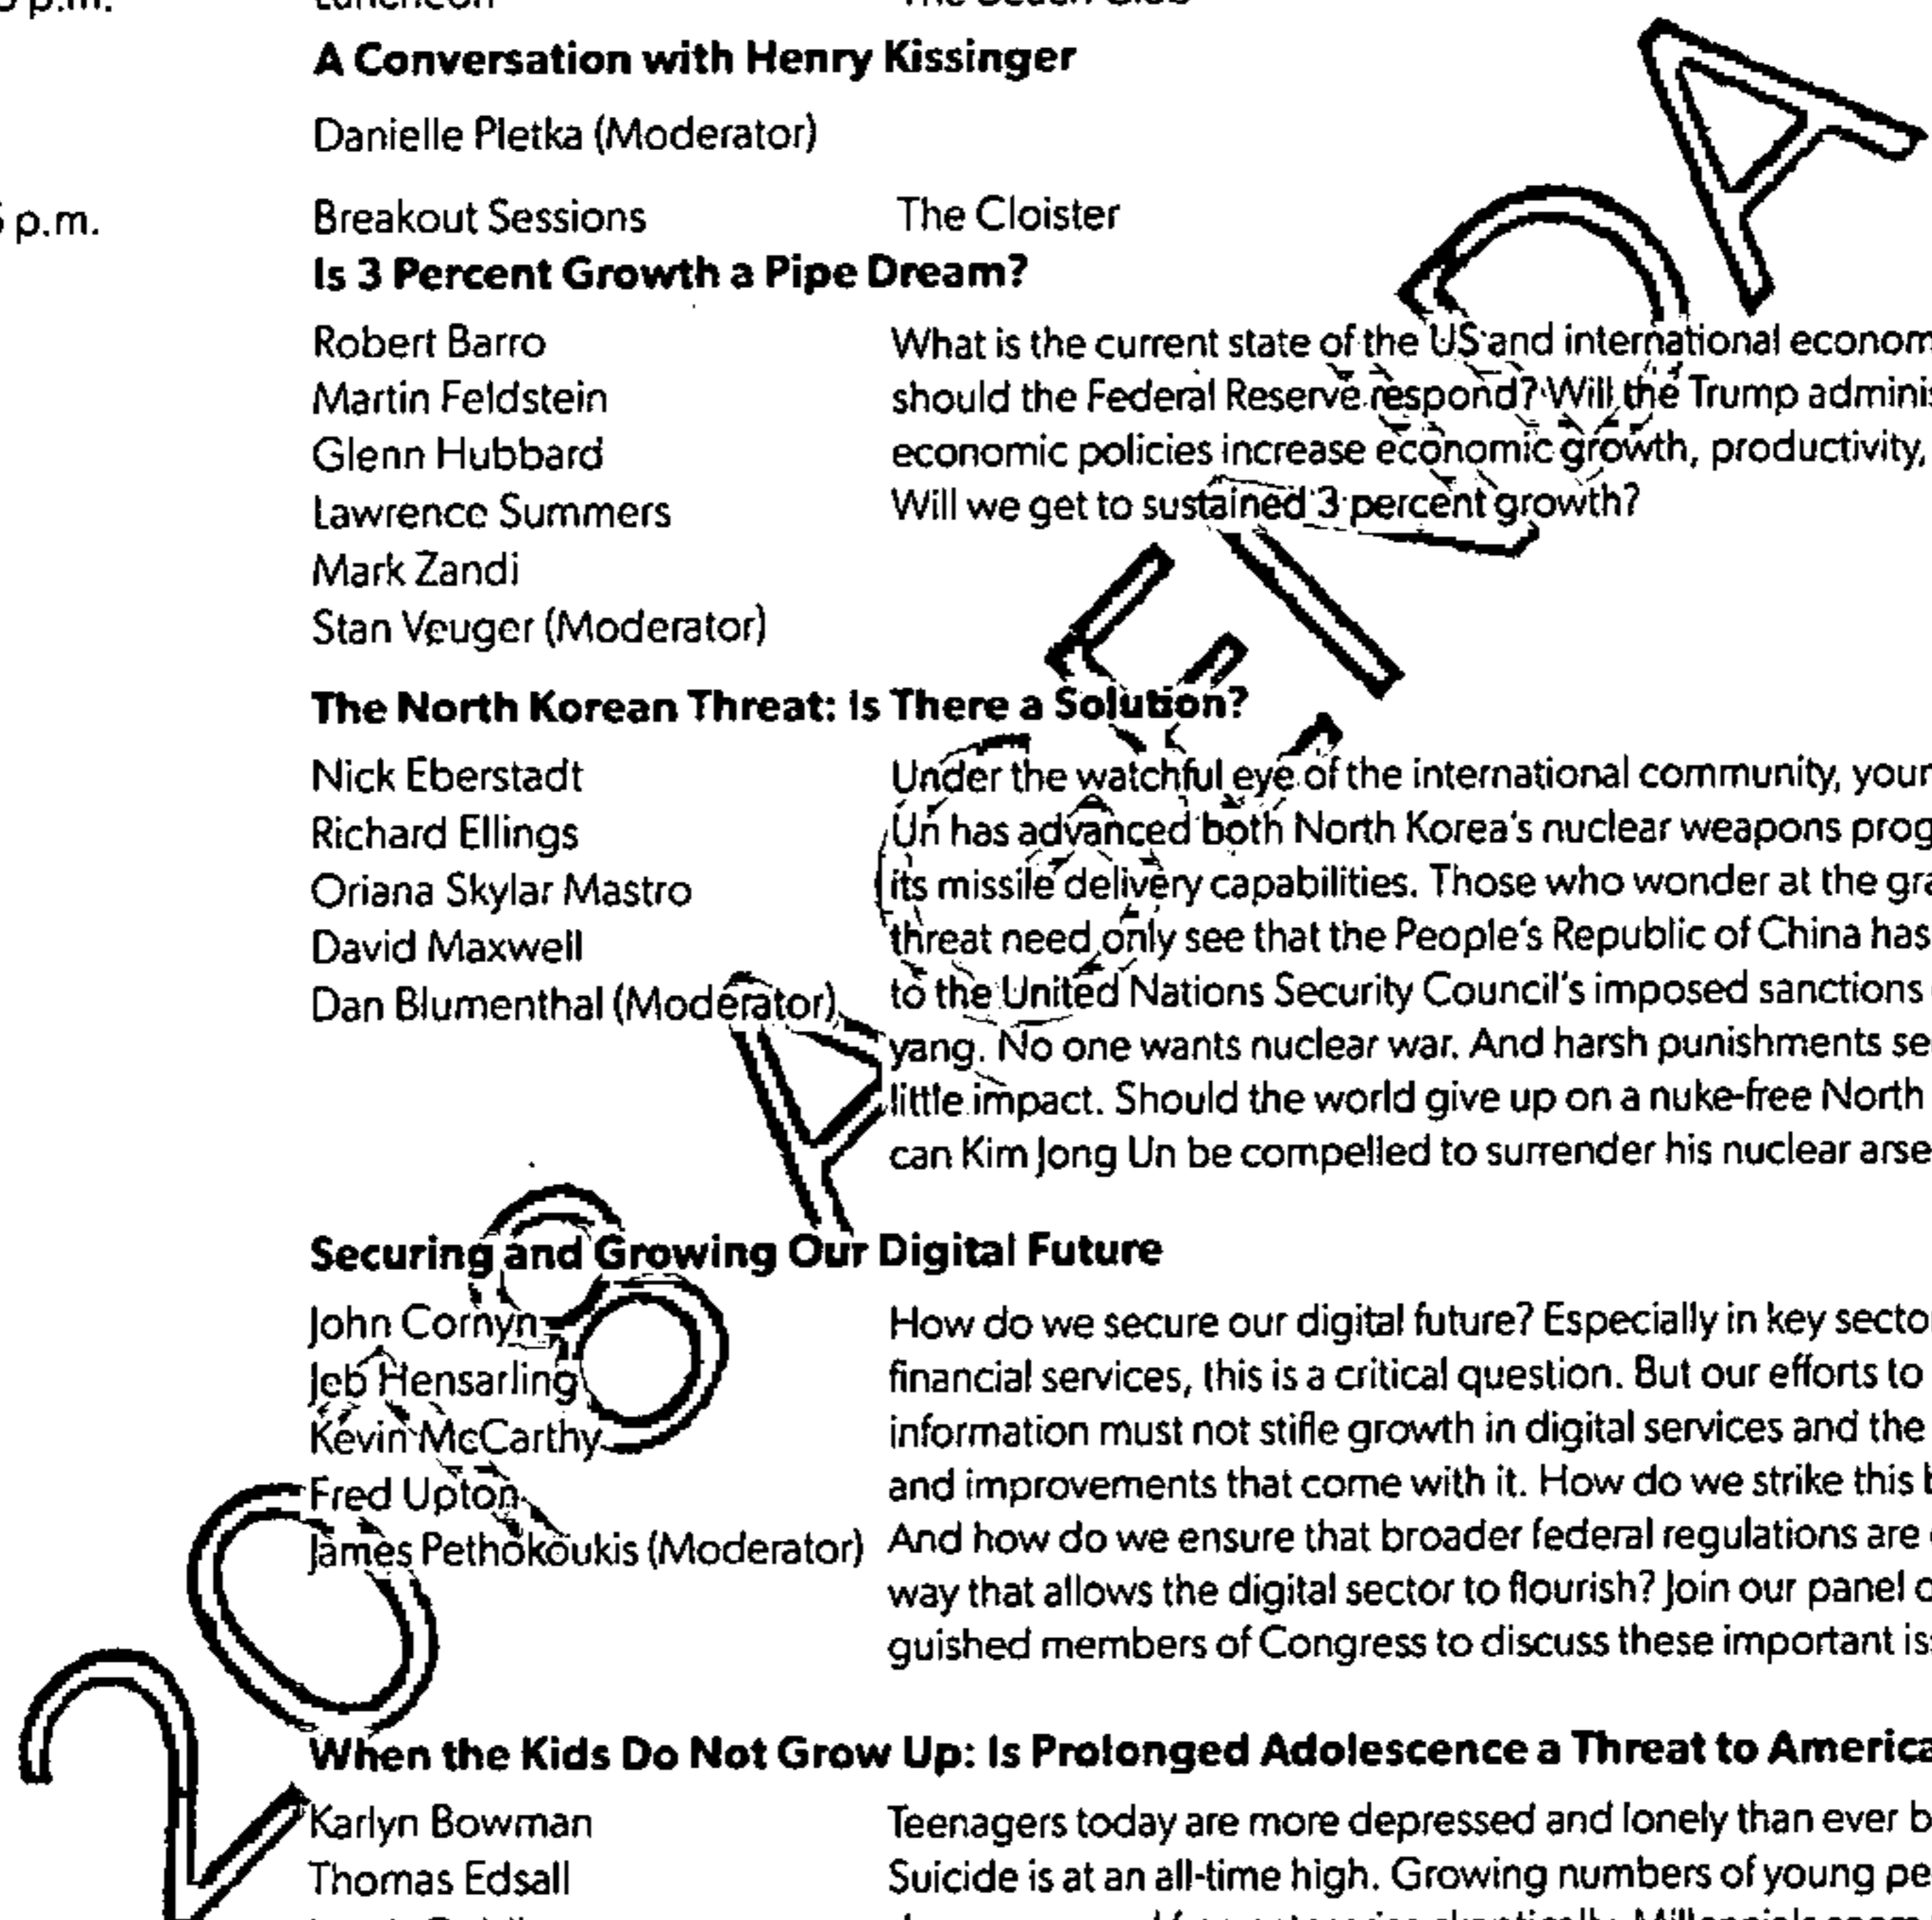 p.m.
Luncheon
A Conversation with Henry Kissinger
Danielle Pletka (Moderator)
p.m. Breakout Sessions The Cloister
Is 3 Percent Growth a Pipe Dream?
Robert Barro What is the current state of the US and international econom
Martin Feldstein should the Federal Reserve respond? Will the Trump adminis
Glenn Hubbard economic policies increase economic growth, productivity,
Lawrence Summers Will we get to sustained 3 percent growth?
Mark Zandi
Stan Veuger (Moderator)
The North Korean Threat: Is There a Solution?
Nick Eberstadt Under the watchful eye of the international community, youn
Richard Ellings Un has advanced both North Korea's nuclear weapons prog
Oriana Skylar Mastro its missile delivery capabilities. Those who wonder at the gra
David Maxwell threat need only see that the People's Republic of China has
Dan Blumenthal (Moderator) to the United Nations Security Council's imposed sanctions
yang. No one wants nuclear war. And harsh punishments se
little impact. Should the world give up on a nuke-free North
can Kim Jong Un be compelled to surrender his nuclear arse
Securing and Growing Our Digital Future
John Cornyn How do we secure our digital future? Especially in key secto
Jeb Hensarling financial services, this is a critical question. But our efforts to
Kevin McCarthy information must not stifle growth in digital services and the
Fred Upton and improvements that come with it. How do we strike this b
James Pethokoukis (Moderator) And how do we ensure that broader federal regulations are
way that allows the digital sector to flourish? Join our panel o
guished members of Congress to discuss these important is
When the Kids Do Not Grow Up: Is Prolonged Adolescence a Threat to America
Karlyn Bowman Teenagers today are more depressed and lonely than ever b
Thomas Edsall Suicide is at an all-time high. Growing numbers of young pe